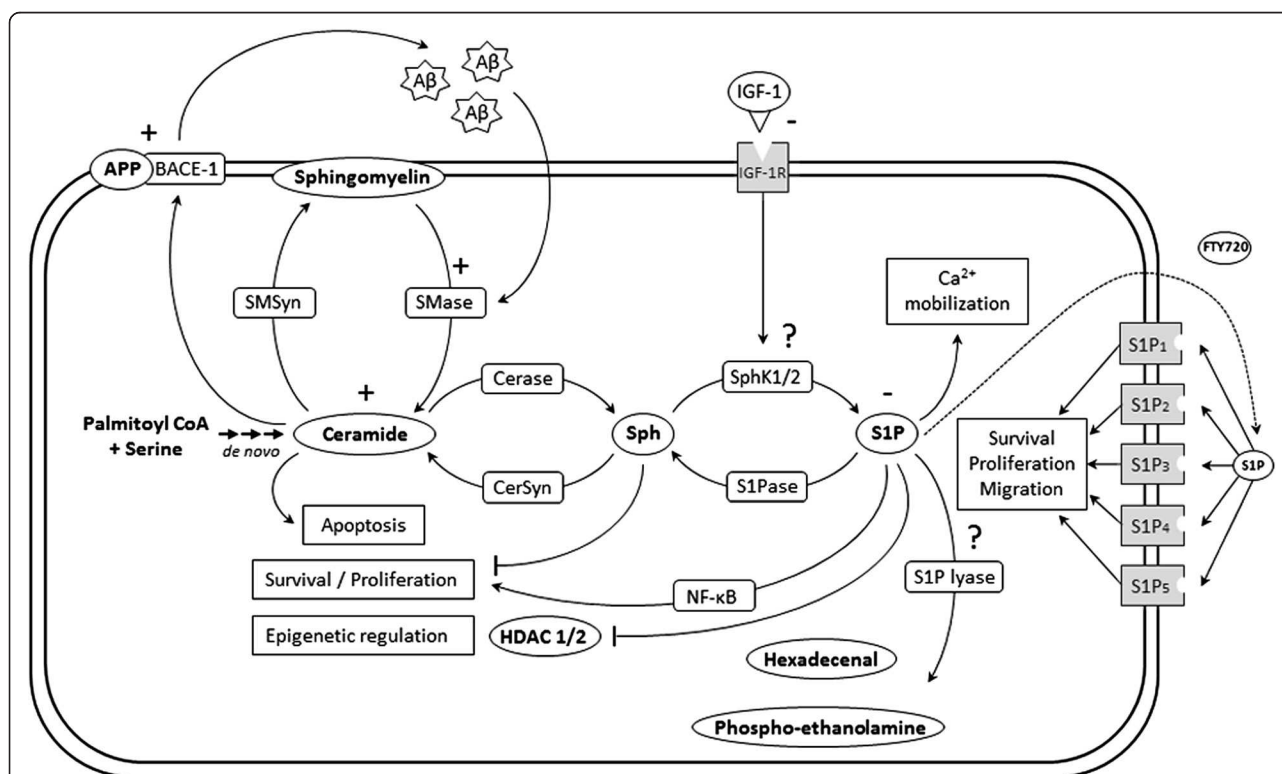 Aβ
Aβ
Aβ
IGF-1
-
+
APP
BACE-1
Sphingomyelin
IGF-1R
FTY720
+
SMSyn
SMase
Ca²⁺
mobilization
?
S1P₁
Cerase
SphK1/2
S1P₂
+
-
Palmitoyl CoA
+ Serine
de novo
Ceramide
Sph
S1P
Survival
Proliferation
Migration
S1P₃
S1P
CerSyn
S1Pase
Apoptosis
S1P₄
?
Survival / Proliferation
NF-κB
S1P lyase
S1P₅
Epigenetic regulation
HDAC 1/2
Hexadecenal
Phospho-ethanolamine